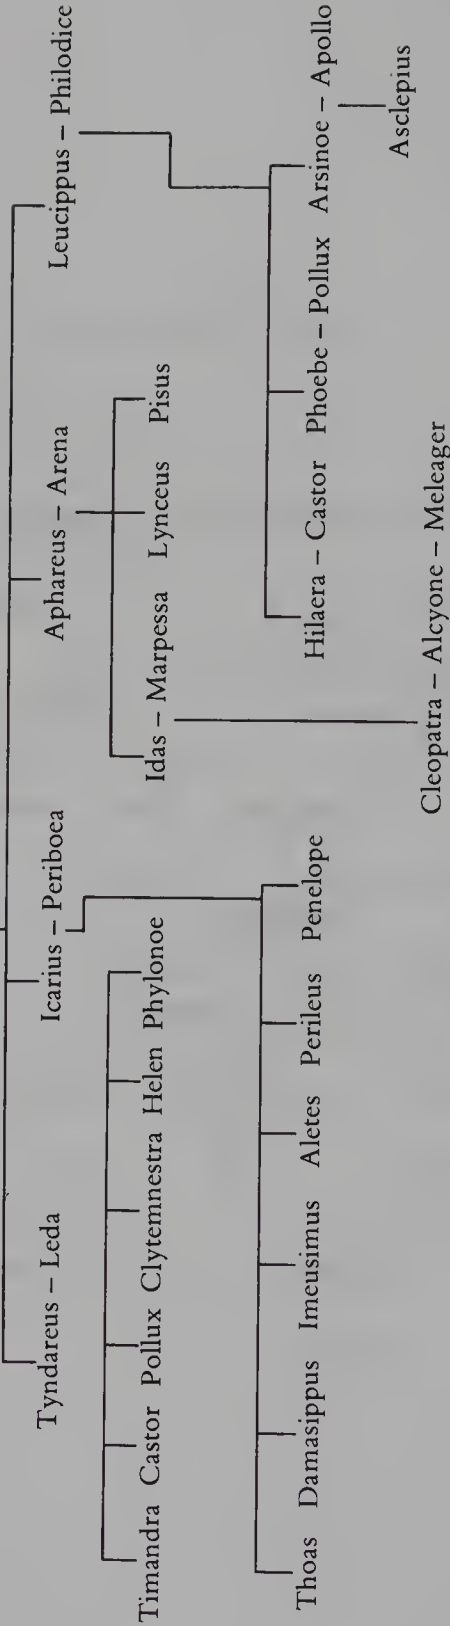 Tyndareus – Leda Icarius – Periboea Aphareus – Arena Leucippus – Philodice
Timandra Castor Pollux Clytemnestra Helen Phylonoe Idas – Marpessa Lynceus Pisus
Thoas Damasippus Imeusimus Aletes Perileus Penelope Hilaera – Castor Phoebe – Pollux Arsinoe – Apollo
Asclepius
Cleopatra – Alcyone – Meleager